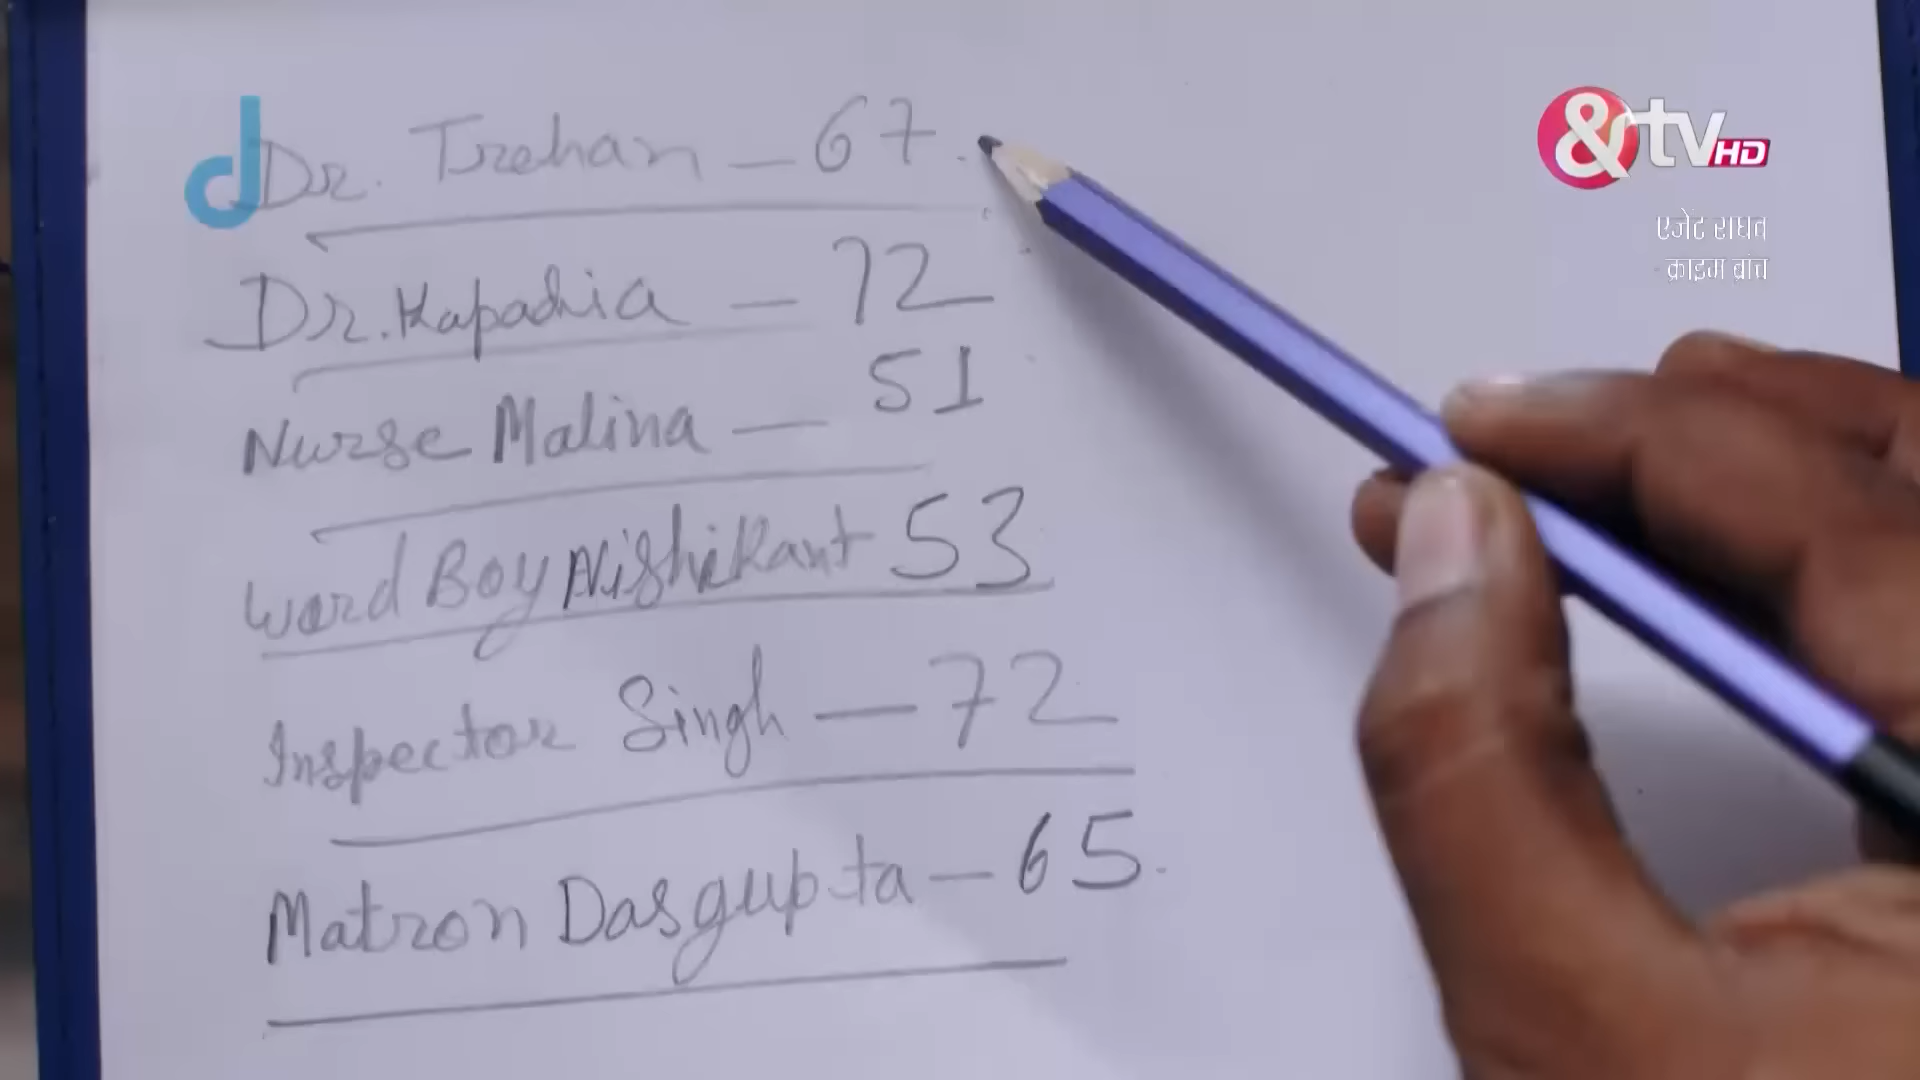 Dr. Trehan – 67.
Dr. Kapadia – 72
Nurse Malina – 51
Word Boy Nishikant 53
Inspector Singh – 72
Matron Dasgupta – 65.
&tv HD
एजेंट राघव
क्राइम ब्रांच